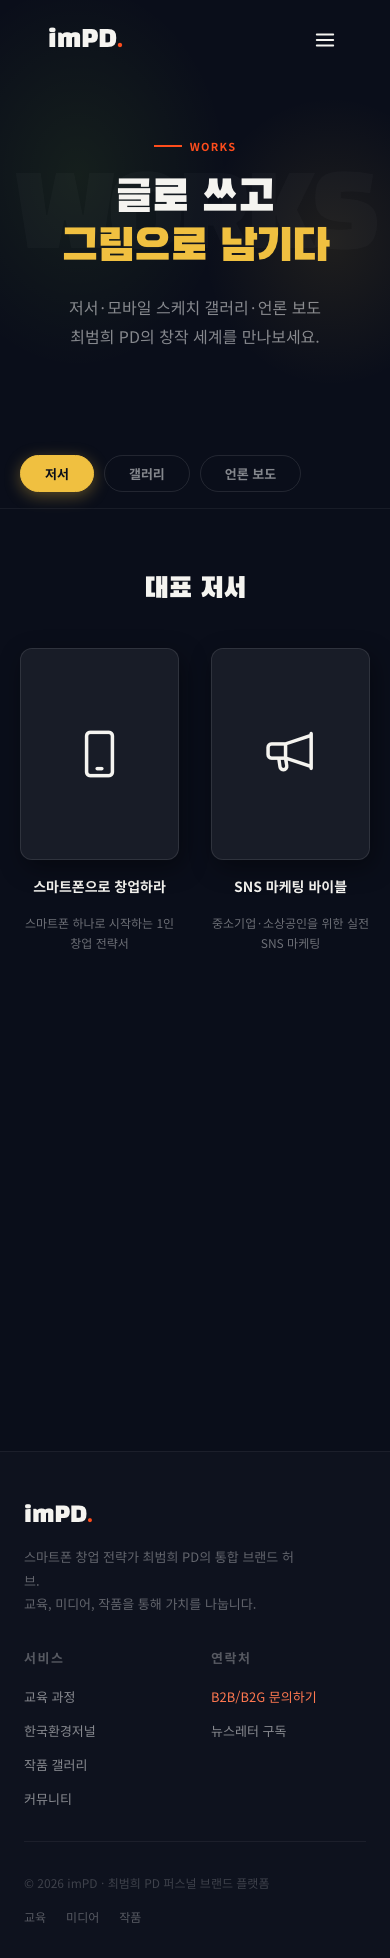 imPD.
WORKS
WORKS
글로 쓰고
그림으로 남기다
저서·모바일 스케치 갤러리·언론 보도
최범희 PD의 창작 세계를 만나보세요.
저서
갤러리
언론 보도
대표 저서
스마트폰으로 창업하라
SNS 마케팅 바이블
스마트폰 하나로 시작하는 1인
창업 전략서
중소기업·소상공인을 위한 실전
SNS 마케팅
imPD.
스마트폰 창업 전략가 최범희 PD의 통합 브랜드 허
브.
교육, 미디어, 작품을 통해 가치를 나눕니다.
서비스
연락처
교육 과정
B2B/B2G 문의하기
한국환경저널
뉴스레터 구독
작품 갤러리
커뮤니티
© 2026 imPD · 최범희 PD 퍼스널 브랜드 플랫폼
교육 미디어 작품